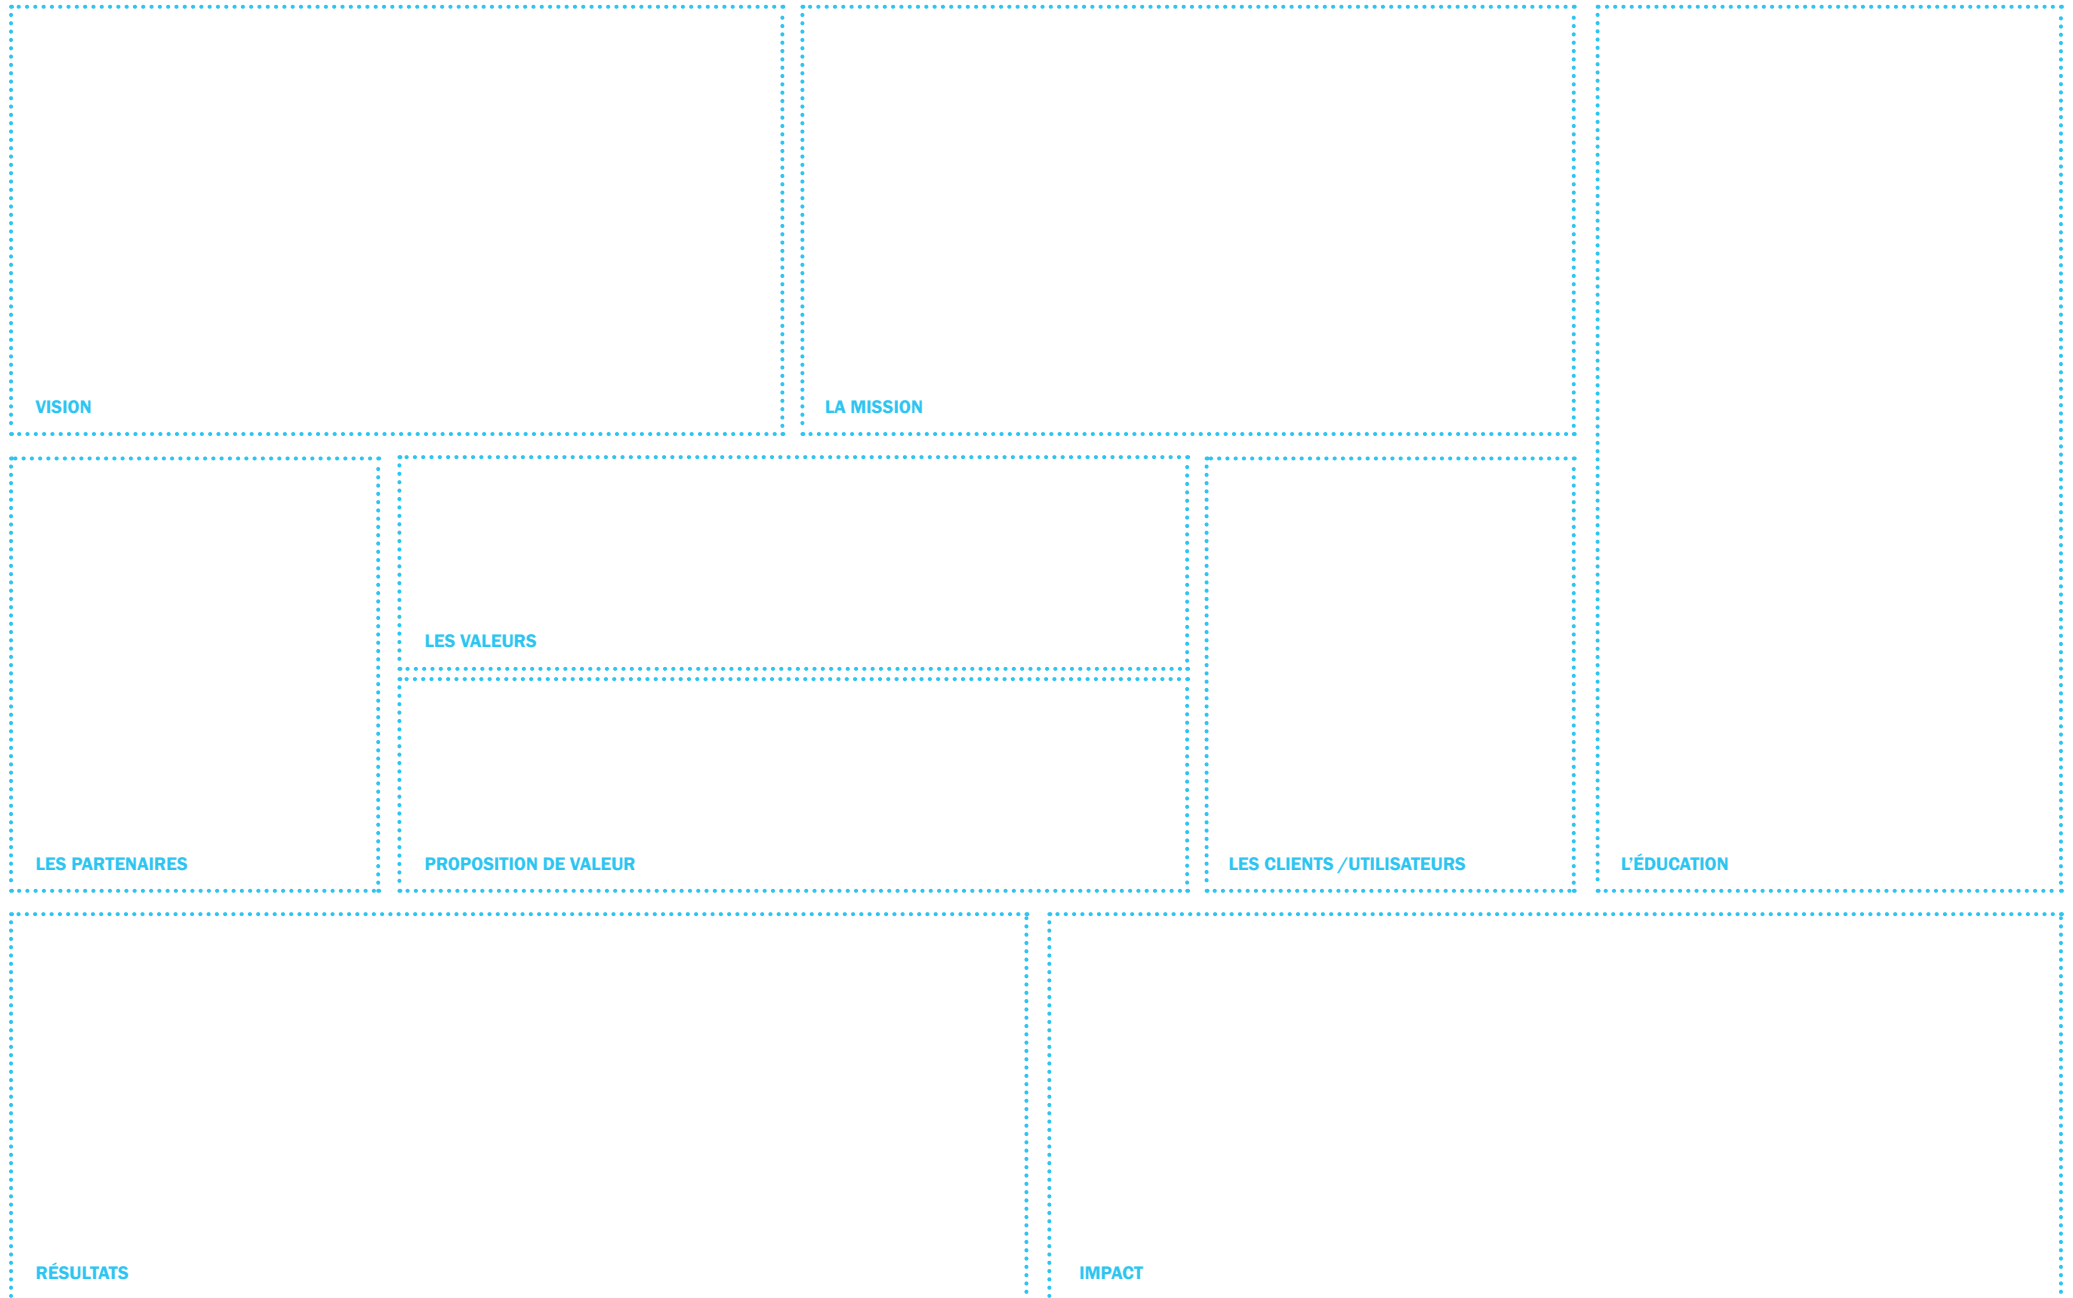 VISION
LA MISSION
LES VALEURS
LES PARTENAIRES
PROPOSITION DE VALEUR
LES CLIENTS /UTILISATEURS
L'ÉDUCATION
RÉSULTATS
IMPACT